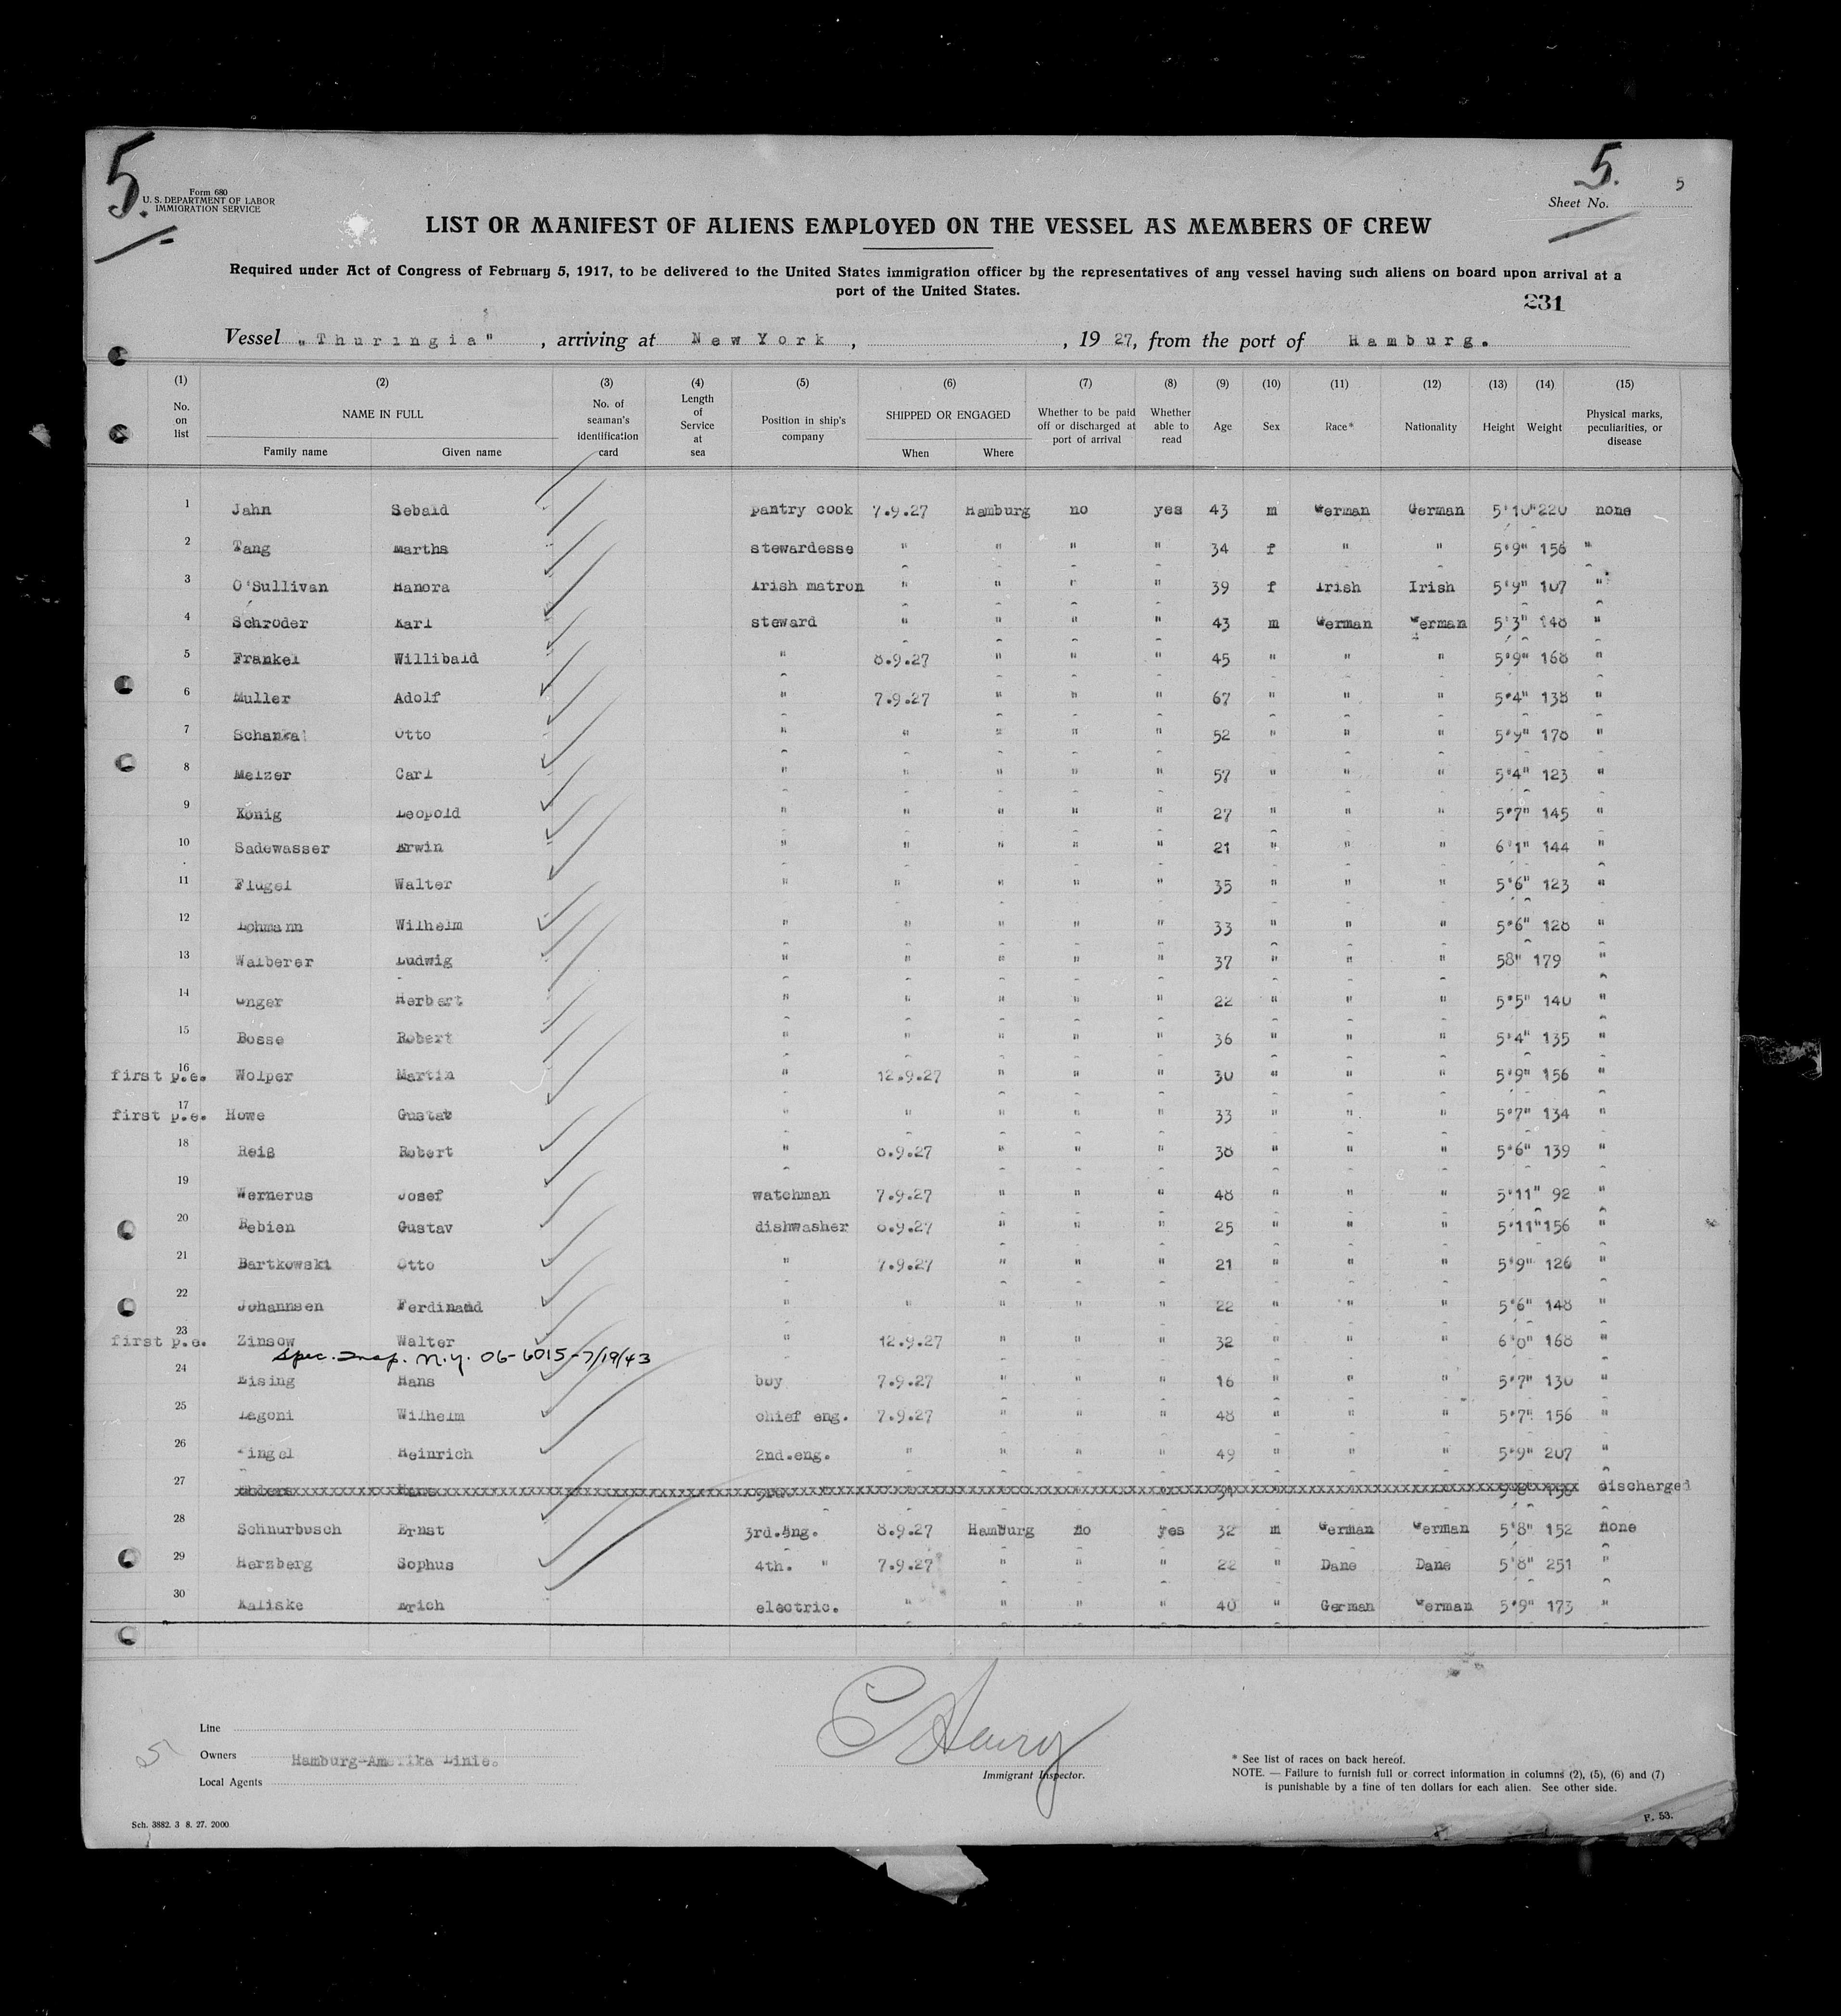 5.
5.
5
Form 680
U. S. DEPARTMENT OF LABOR
IMMIGRATION SERVICE
Sheet No.
LIST OR MANIFEST OF ALIENS EMPLOYED ON THE VESSEL AS MEMBERS OF CREW
Required under Act of Congress of February 5, 1917, to be delivered to the United States immigration officer by the representatives of any vessel having such aliens on board upon arrival at a
port of the United States.
231
Vessel „Thuringia" , arriving at New York , , 19 27, from the port of Hamburg.
(1) (2) (3) (4) (5) (6) (7) (8) (9) (10) (11) (12) (13) (14) (15)
No. on list NAME IN FULL Family name Given name No. of seaman's identification card Length of Service at sea Position in ship's company SHIPPED OR ENGAGED When Where Whether to be paid off or discharged at port of arrival Whether able to read Age Sex Race* Nationality Height Weight Physical marks, peculiarities, or disease
1 Jahn Sebald pantry cook 7.9.27 Hamburg no yes 43 m German German 5'10" 220 none
2 Tang Martha stewardesse " " " " 34 f " " 5'9" 156 "
3 O'Sullivan Hanora Irish matron " " " " 39 f Irish Irish 5'9" 107 "
4 Schroder Karl steward " " " " 43 m German German 5'3" 148 "
5 Frankel Willibald " 8.9.27 " " " 45 " " " 5'9" 168 "
6 Muller Adolf " 7.9.27 " " " 67 " " " 5'4" 138 "
7 Otto " " " " " 52 " " " 5'9" 178 "
8 Melzer Carl " " " " " 57 " " " 5'4" 123 "
9 König Leopold " " " " " 27 " " " 5'7" 145 "
10 Sadewasser Erwin " " " " " 21 " " " 6'1" 144 "
11 Flugel Walter " " " " " 35 " " " 5'6" 123 "
12 Lohmann Wilhelm " " " " " 33 " " " 5'6" 128 "
13 Walberer Ludwig " " " " " 37 " " " 58" 179 "
14 Unger Herbert " " " " " 22 " " " 5'5" 140 "
15 Bosse Robert " " " " " 36 " " " 5'4" 135 "
first p.e. 16 Wolper Martin " 12.9.27 " " " 30 " " " 5'9" 156 "
first p.e. 17 Howe Gustav " " " " " 33 " " " 5'7" 134 "
18 Reiß Robert " 8.9.27 " " " 38 " " " 5'6" 139 "
19 Wernerus Josef watchman 7.9.27 " " " 48 " " " 5'11" 92 "
20 Bebien Gustav dishwasher 8.9.27 " " " 25 " " " 5'11" 156 "
21 Bartkowski Otto " 7.9.27 " " " 21 " " " 5'9" 126 "
22 Johannsen Ferdinand " " " " " 22 " " " 5'6" 148 "
first p.e. 23 Zinsow Walter " 12.9.27 " " " 32 " " " 6'0" 168 "
Spec. Insp. N.Y. 06-6015-7/19/43
24 Eising Hans boy 7.9.27 " " " 16 " " " 5'7" 130 "
25 Lagoni Wilhelm chief eng. 7.9.27 " " " 48 " " " 5'7" 156 "
26 Heinrich 2nd.eng. " " " " 49 " " " 5'9" 207 "
27 discharged
28 Schnurbusch Ernst 3rd.Eng. 8.9.27 Hamburg no yes 32 m German German 5'8" 152 none
29 Herzberg Sophus 4th. " 7.9.27 " " " 22 " Dane Dane 5'8" 251 "
30 Kaliske Erich electric. " " " " 40 " German German 5'9" 173 "
Line
Owners Hamburg-Amerika Linie.
Local Agents
5
C Henry
Immigrant Inspector.
* See list of races on back hereof.
NOTE. — Failure to furnish full or correct information in columns (2), (5), (6) and (7)
is punishable by a fine of ten dollars for each alien. See other side.
Sch. 3882. 3 8. 27. 2000
F. 53.